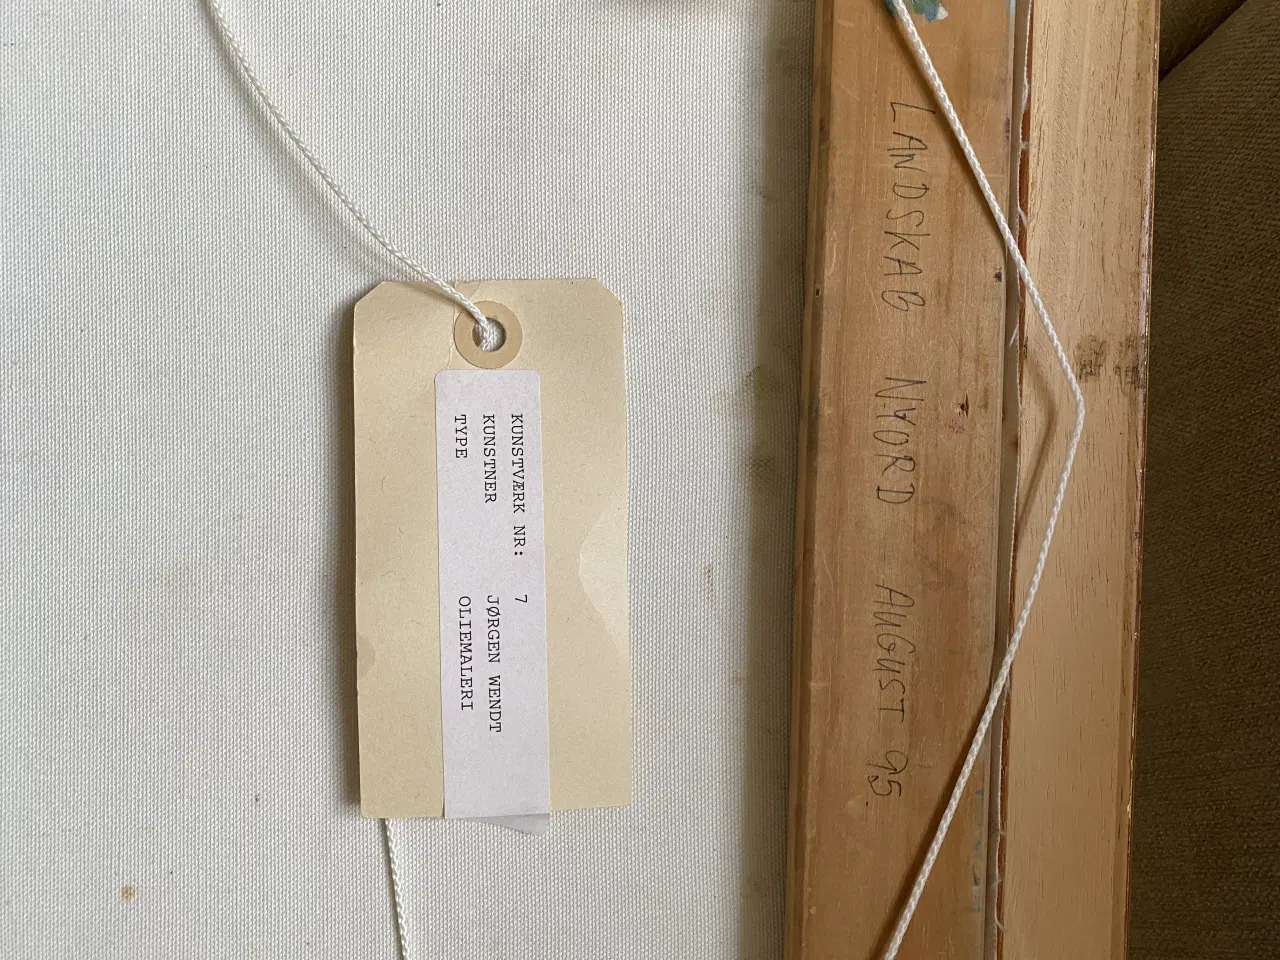 LANDSKAB NYORD AUGUST 95.
KUNSTVÆRK NR: 7
KUNSTNER JØRGEN WENDT
TYPE OLIEMALERI